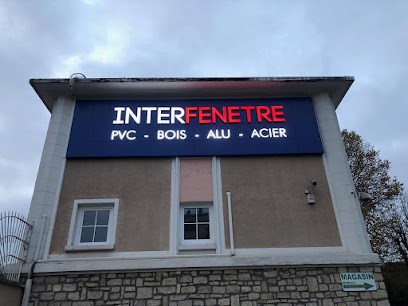 INTERFENETRE
PVC - BOIS - ALU - ACIER
MAGASIN